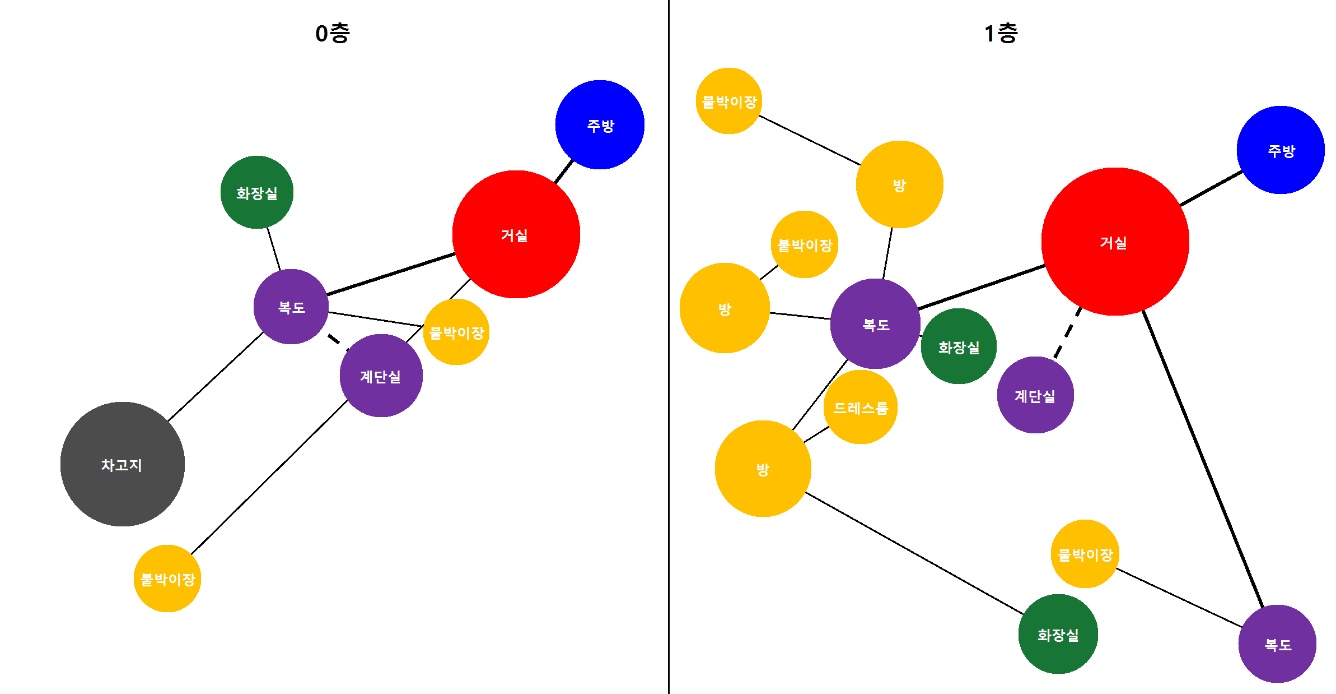 0층
주방
화장실
거실
복도
붙박이장
계단실
차고지
붙박이장
1층
붙박이장
주방
방
붙박이장
거실
방
복도
화장실
계단실
드레스룸
방
붙박이장
화장실
복도